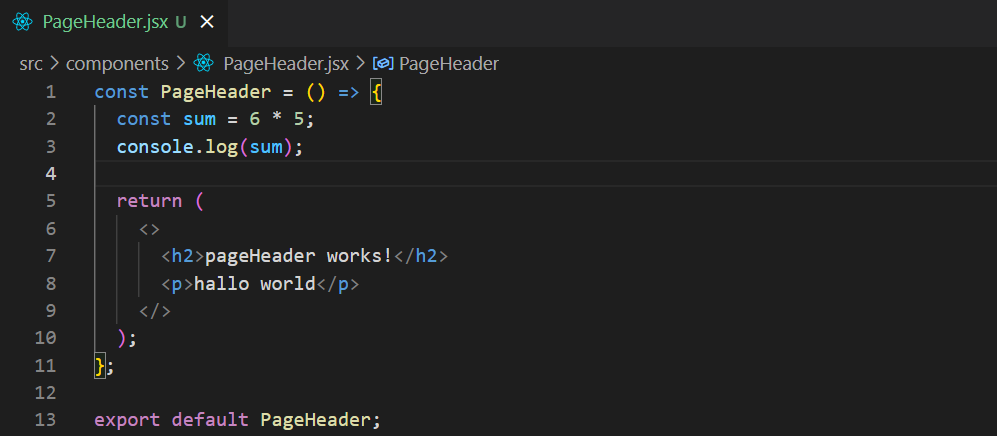 PageHeader.jsx U ×
src > components > PageHeader.jsx > PageHeader
1 const PageHeader = () => {
2   const sum = 6 * 5;
3   console.log(sum);
4
5   return (
6     <>
7       <h2>pageHeader works!</h2>
8       <p>hallo world</p>
9     </>
10   );
11 };
12
13 export default PageHeader;